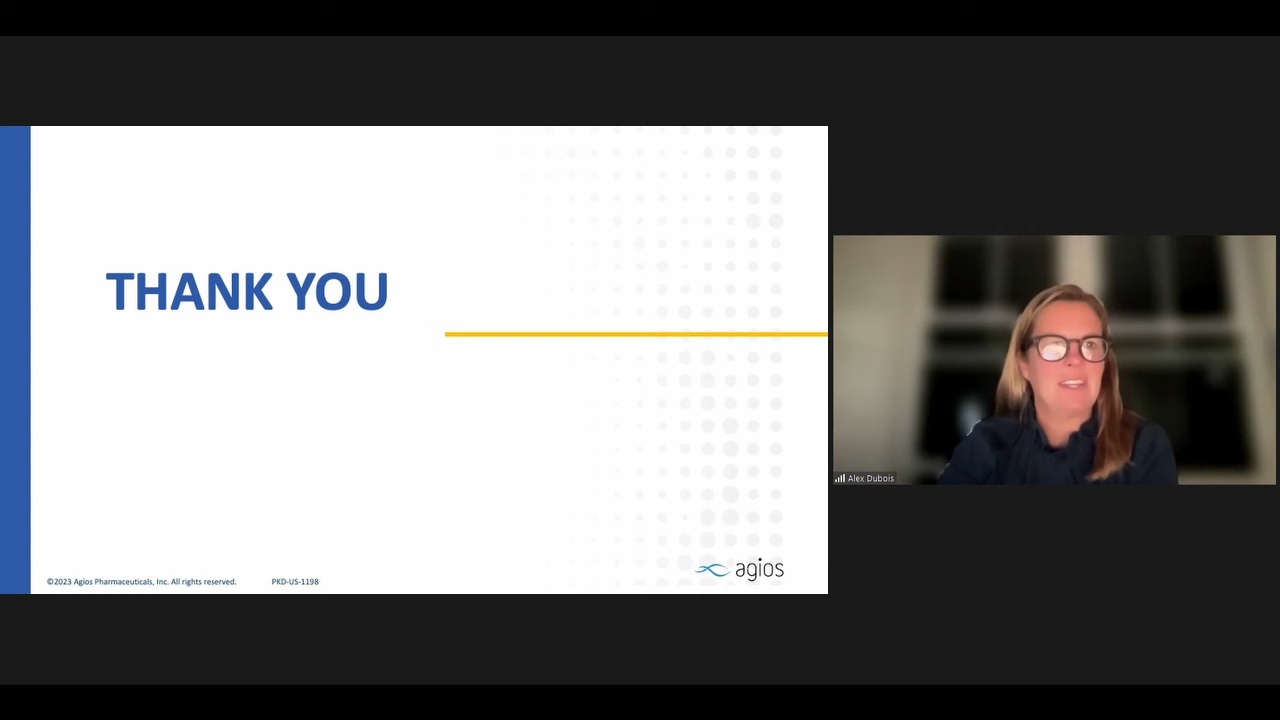 THANK YOU
©2023 Agios Pharmaceuticals, Inc. All rights reserved. PKD-US-1198
agios
Alex Dubois